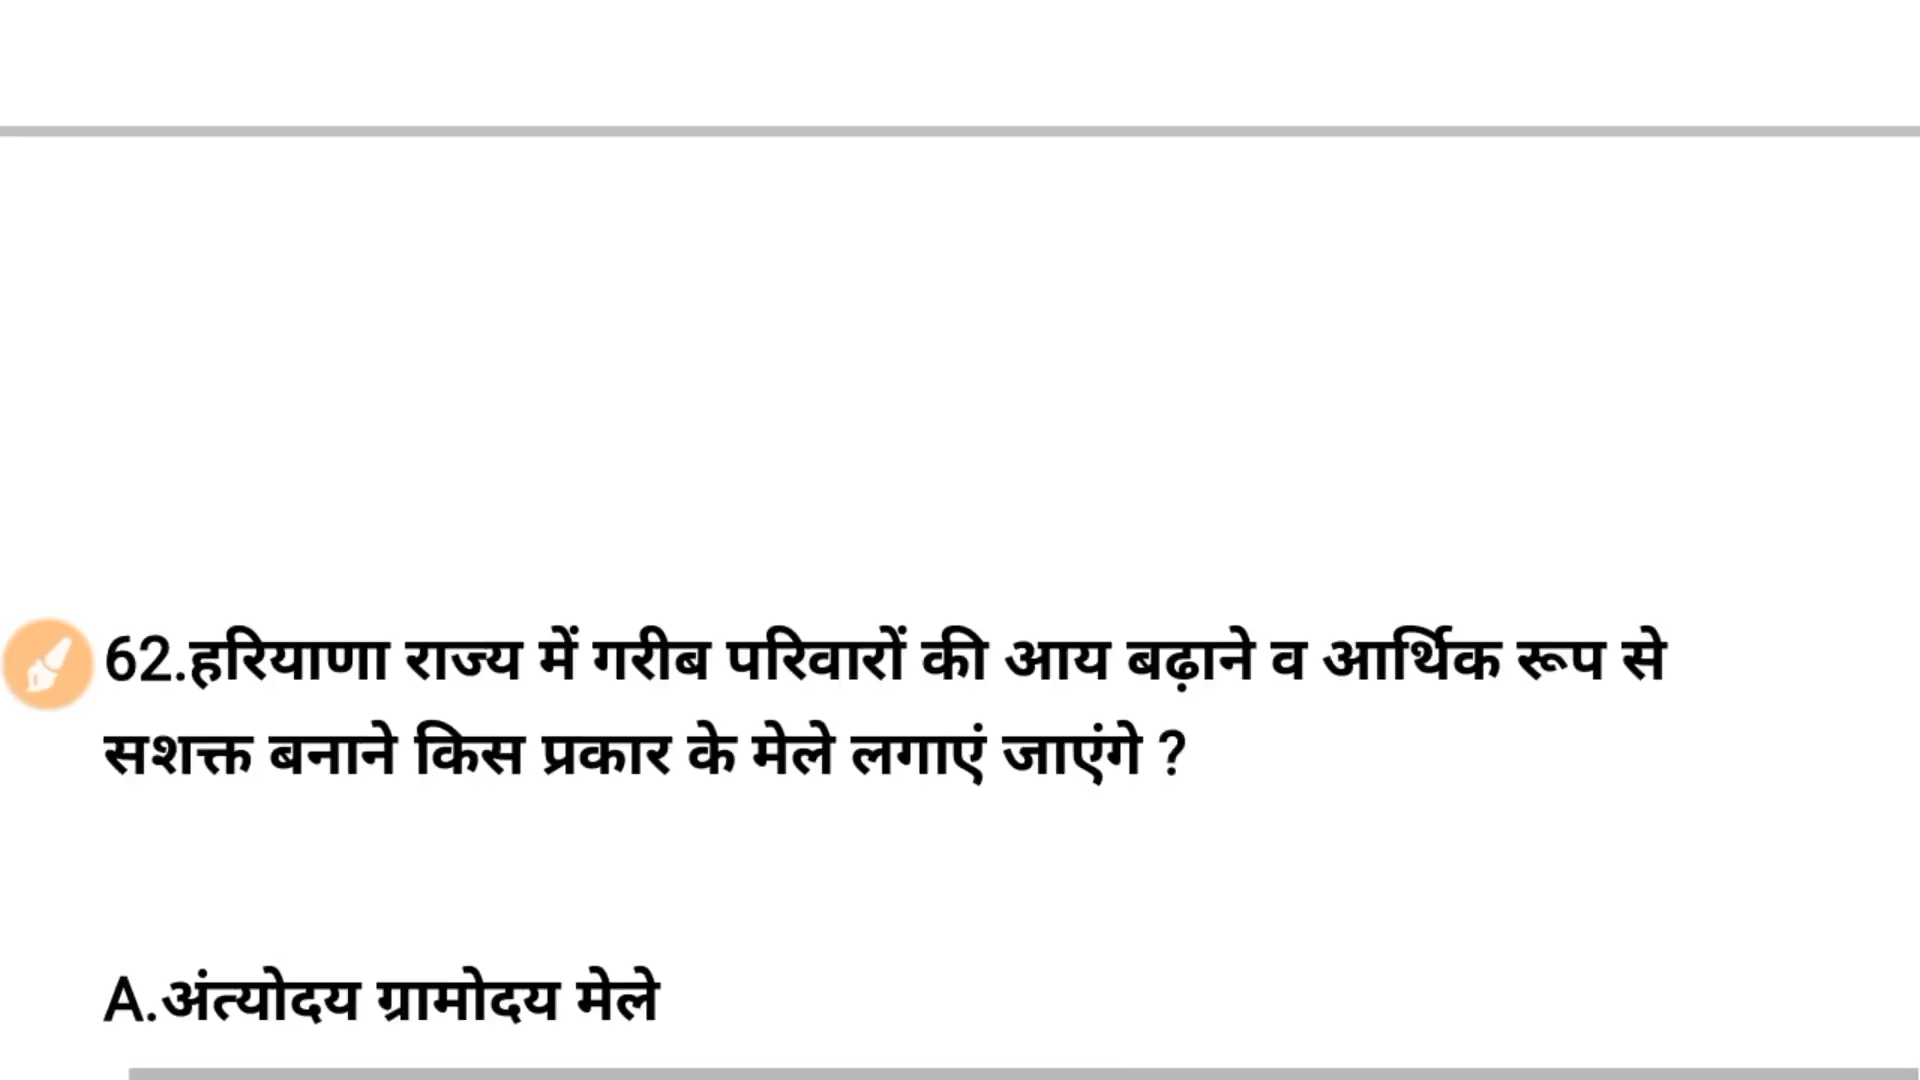 62.हरियाणा राज्य में गरीब परिवारों की आय बढ़ाने व आर्थिक रूप से
सशक्त बनाने किस प्रकार के मेले लगाएं जाएंगे ?
A.अंत्योदय ग्रामोदय मेले